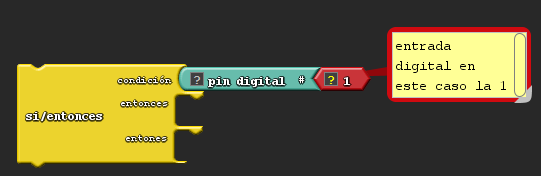 condición
? pin digital #
? 1
entonces
si/entonces
entones
entrada
digital en
este caso la 1